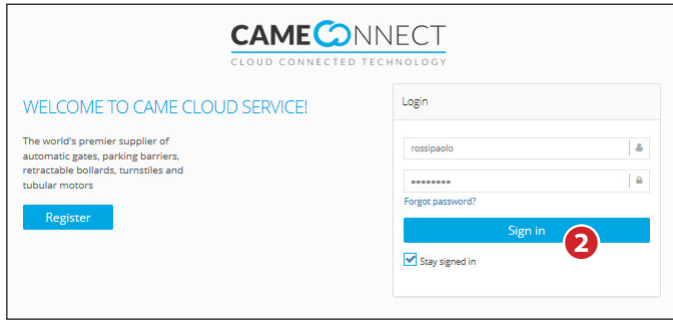 CAMECONNECT
CLOUD CONNECTED TECHNOLOGY
WELCOME TO CAME CLOUD SERVICE!
The world's premier supplier of
automatic gates, parking barriers,
retractable bollards, turnstiles and
tubular motors
Register
Login
rossipaolo
••••••••
Forgot password?
Sign in
2
Stay signed in